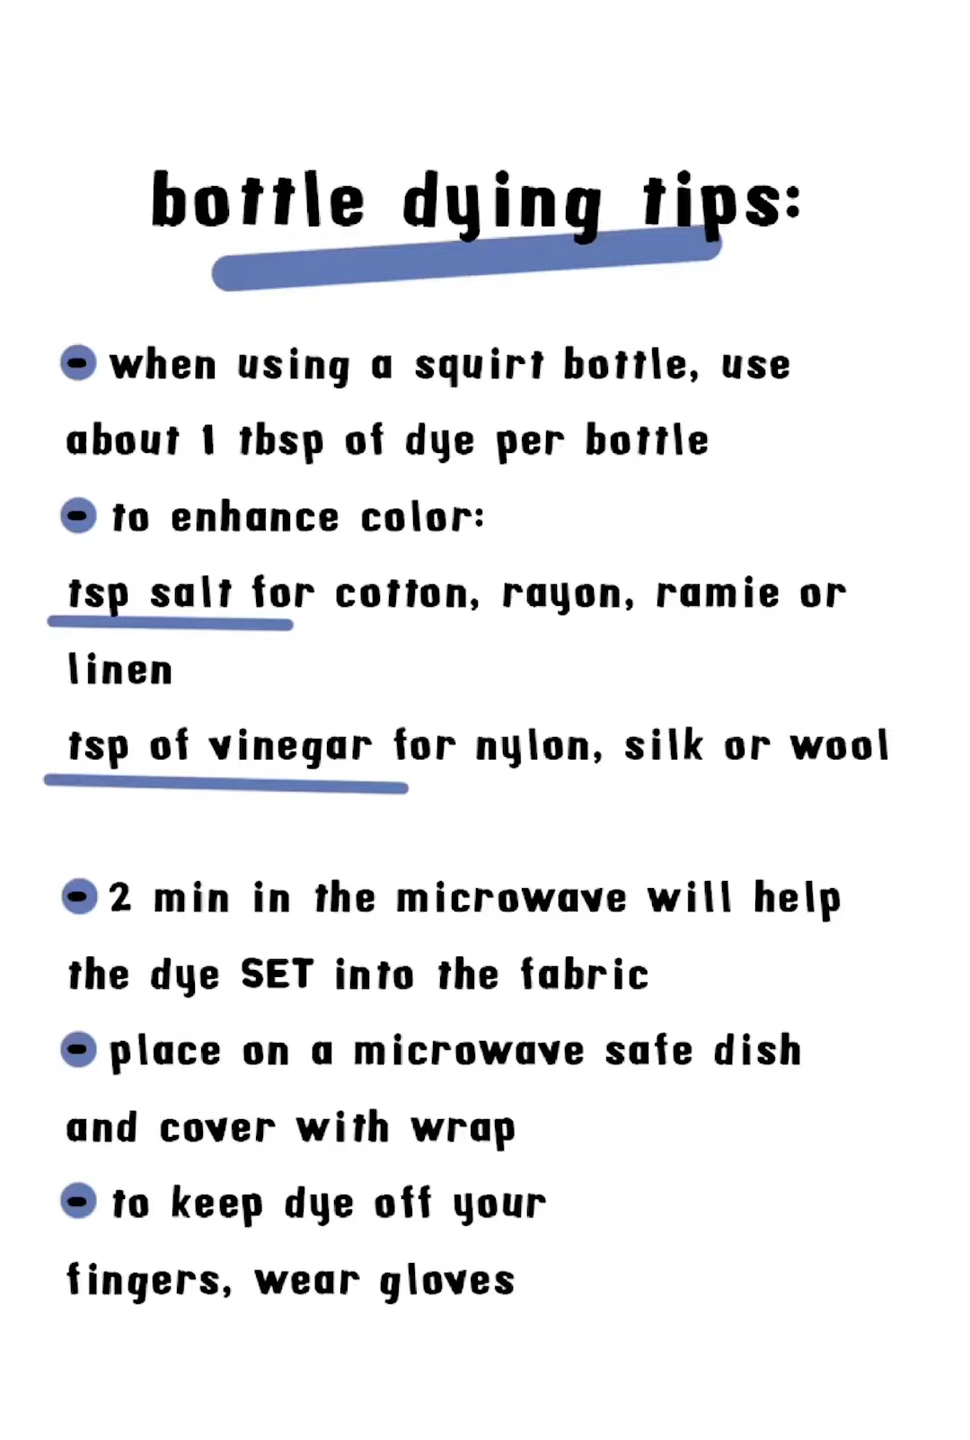 bottle dying tips:
- when using a squirt bottle, use
about 1 tbsp of dye per bottle
- to enhance color:
tsp salt for cotton, rayon, ramie or
linen
tsp of vinegar for nylon, silk or wool
- 2 min in the microwave will help
the dye SET into the fabric
- place on a microwave safe dish
and cover with wrap
- to keep dye off your
fingers, wear gloves